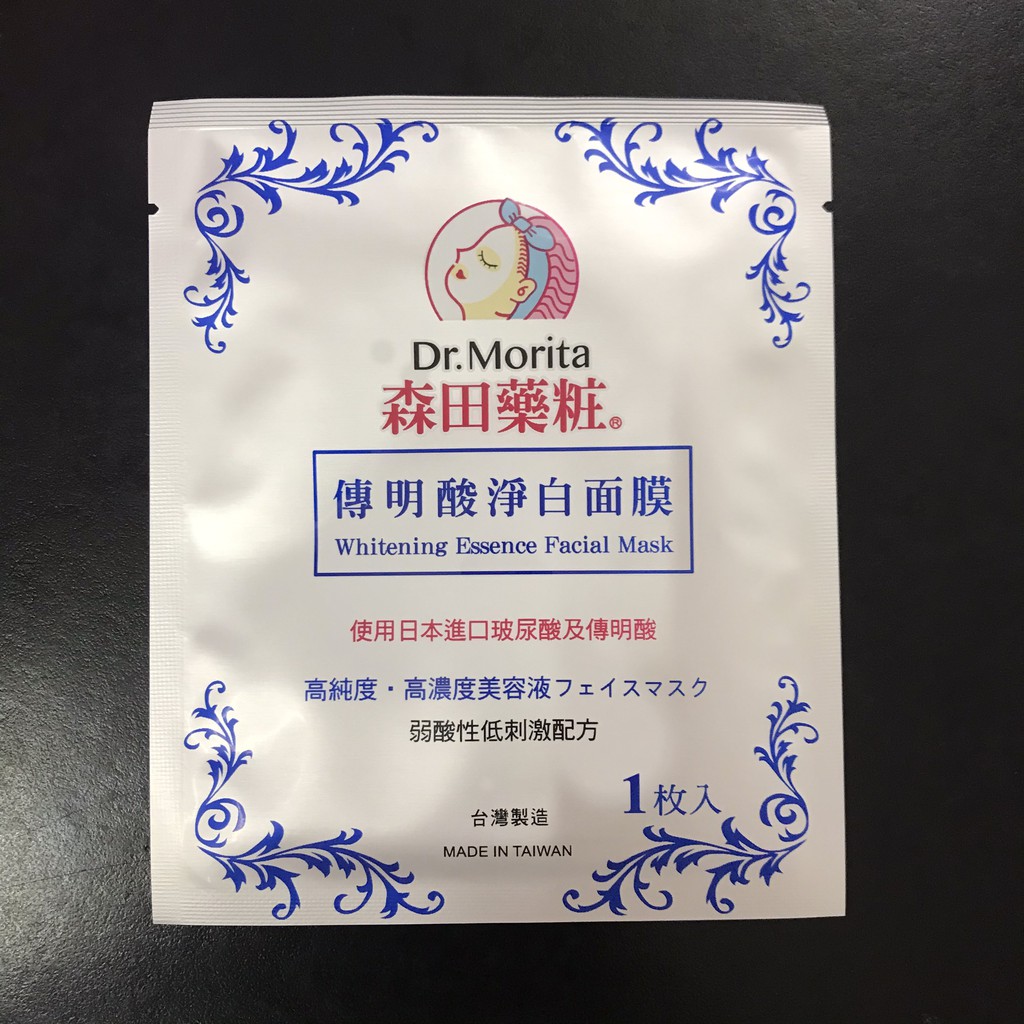 Dr.Morita
森田藥粧®
傳明酸淨白面膜
Whitening Essence Facial Mask
使用日本進口玻尿酸及傳明酸
高純度・高濃度美容液フェイスマスク
弱酸性低刺激配方
1枚入
台灣製造
MADE IN TAIWAN